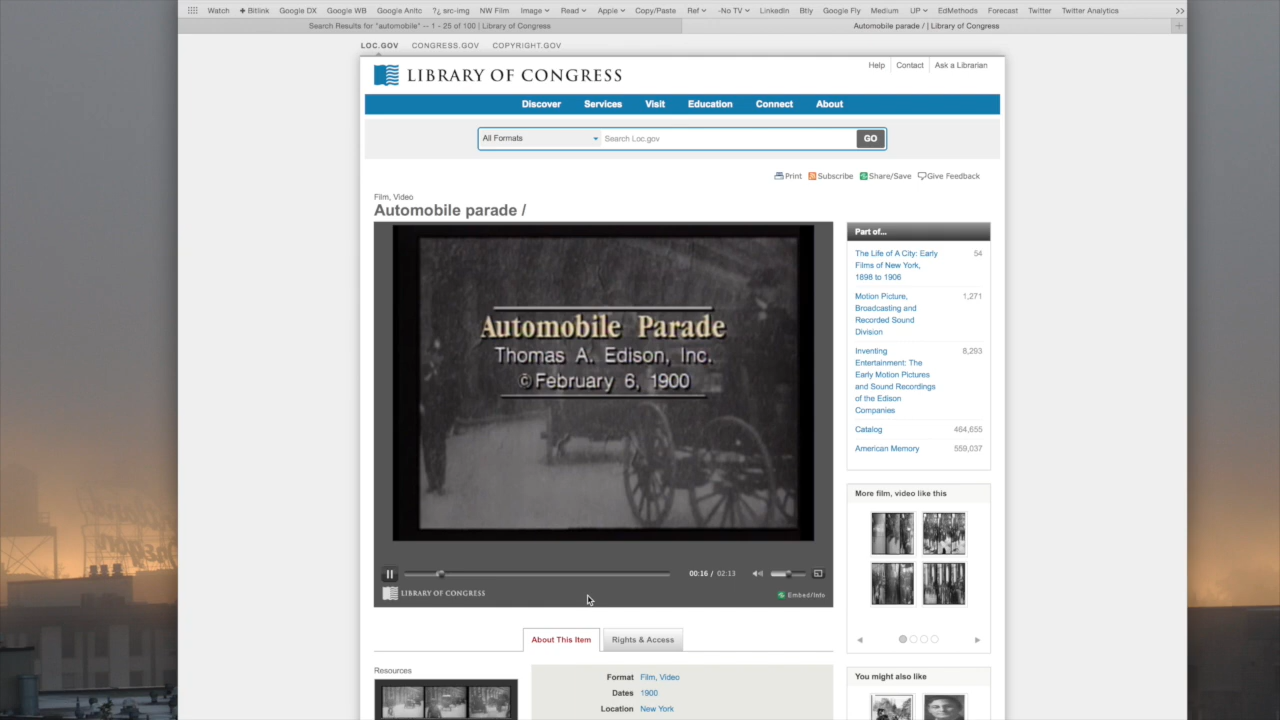 Watch
+ Bitlink
Google DX
Google WB
Google Anltc
?¿ src-img
NW Film
Image
Read
Apple
Copy/Paste
Ref
-No TV
LinkedIn
Btly
Google Fly
Medium
UP
EdMethods
Forecast
Twitter
Twitter Analytics
Search Results for "automobile" -- 1 - 25 of 100 | Library of Congress
Automobile parade / | Library of Congress
LOC.GOV
CONGRESS.GOV
COPYRIGHT.GOV
LIBRARY OF CONGRESS
Help
Contact
Ask a Librarian
Discover
Services
Visit
Education
Connect
About
All Formats
Search Loc.gov
GO
Print
Subscribe
Share/Save
Give Feedback
Film, Video
Automobile parade /
Automobile Parade
Thomas A. Edison, Inc.
©February 6, 1900
00:16 / 02:13
LIBRARY OF CONGRESS
Embed/Info
Part of...
The Life of A City: Early 54
Films of New York,
1898 to 1906
Motion Picture, 1,271
Broadcasting and
Recorded Sound
Division
Inventing 8,293
Entertainment: The
Early Motion Pictures
and Sound Recordings
of the Edison
Companies
Catalog 464,655
American Memory 559,037
More film, video like this
You might also like
About This Item
Rights & Access
Resources
Format Film, Video
Dates 1900
Location New York